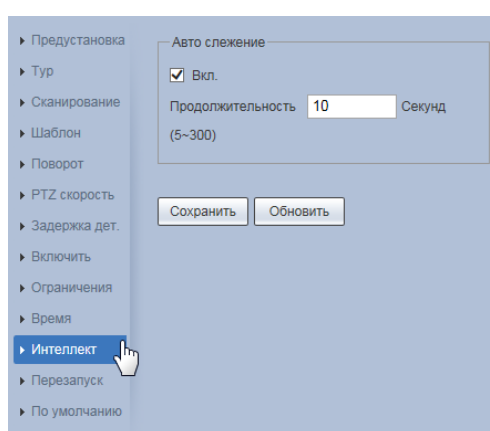 Предустановка
Тур
Сканирование
Шаблон
Поворот
PTZ скорость
Задержка дет.
Включить
Ограничения
Время
Интеллект
Перезапуск
По умолчанию
Авто слежение
Вкл.
Продолжительность 10 Секунд
(5~300)
Сохранить Обновить